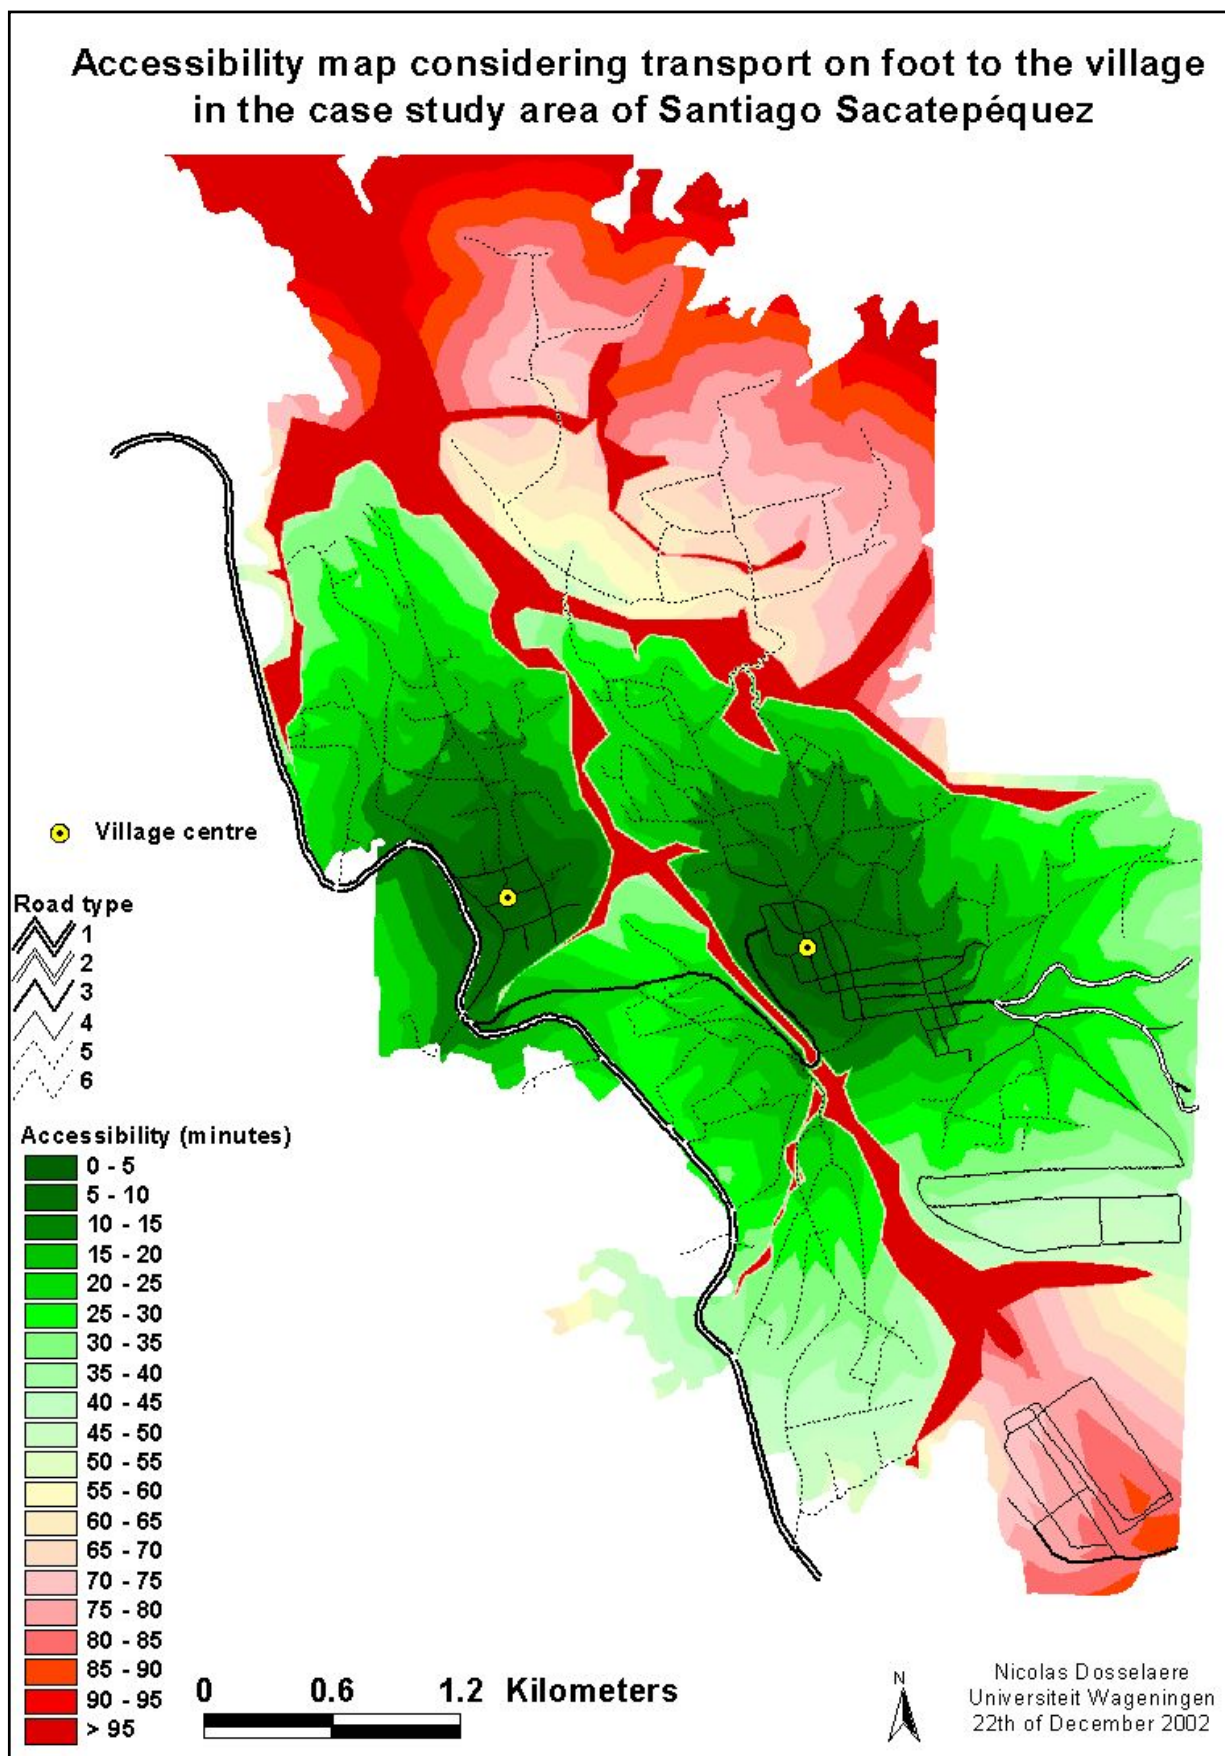 Accessibility map considering transport on foot to the village
in the case study area of Santiago Sacatepéquez
Village centre
Road type
1
2
3
4
5
6
Accessibility (minutes)
0 - 5
5 - 10
10 - 15
15 - 20
20 - 25
25 - 30
30 - 35
35 - 40
40 - 45
45 - 50
50 - 55
55 - 60
60 - 65
65 - 70
70 - 75
75 - 80
80 - 85
85 - 90
90 - 95
> 95
0 0.6 1.2 Kilometers
N
Nicolas Dosselaere
Universiteit Wageningen
22th of December 2002